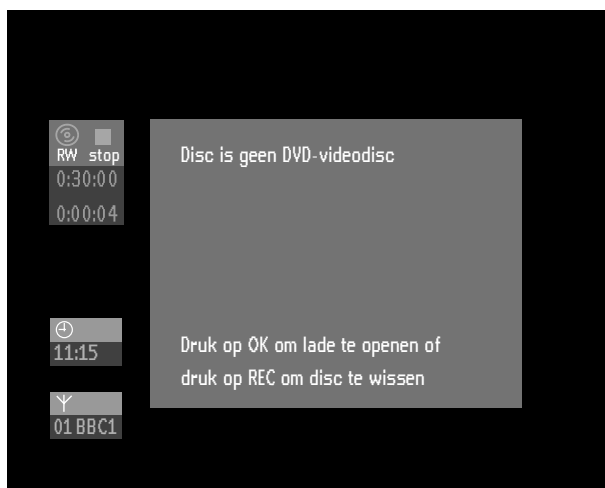 RW stop
0:30:00
0:00:04
Disc is geen DVD-videodisc
11:15
Druk op OK om lade te openen of
druk op REC om disc te wissen
01 BBC1